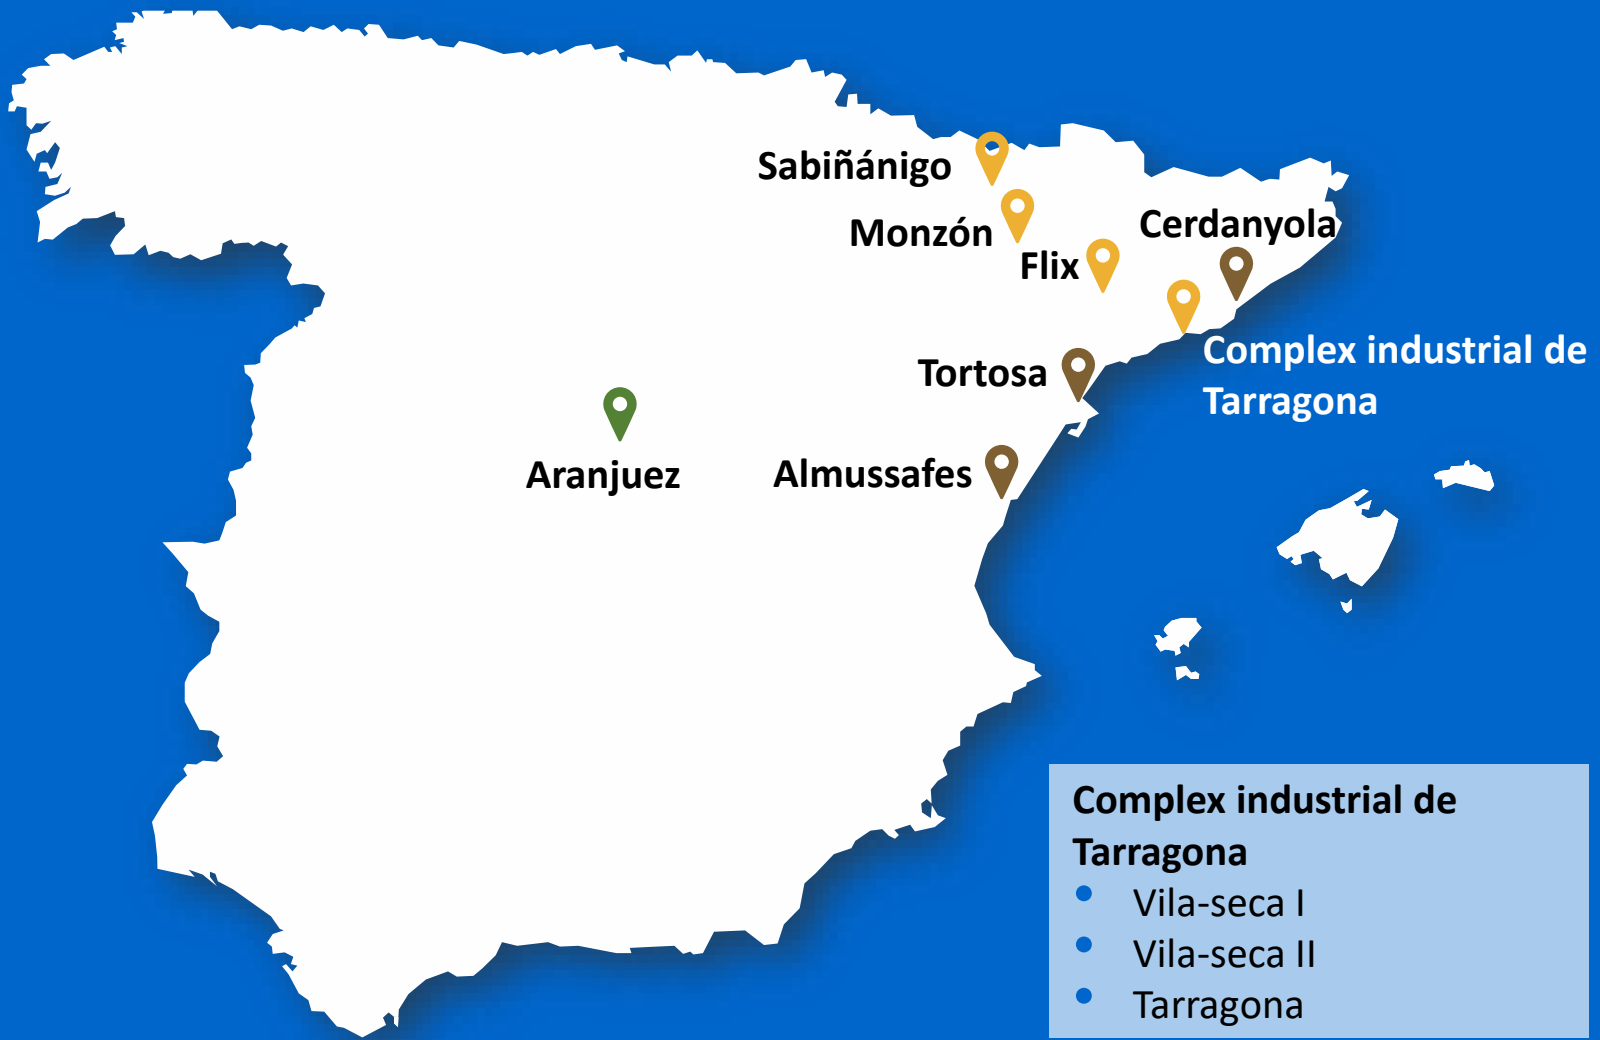 Sabiñánigo
Monzón
Cerdanyola
Flix
Complex industrial de
Tarragona
Tortosa
Aranjuez
Almussafes
Complex industrial de
Tarragona
• Vila-seca I
• Vila-seca II
• Tarragona